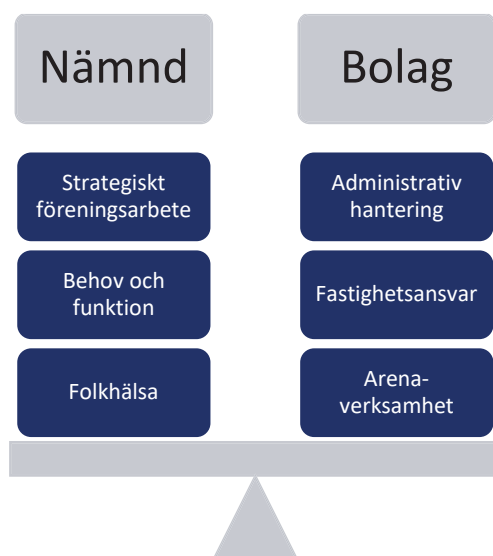 Nämnd
Bolag
Strategiskt
föreningsarbete
Administrativ
hantering
Behov och
funktion
Fastighetsansvar
Folkhälsa
Arena-
verksamhet